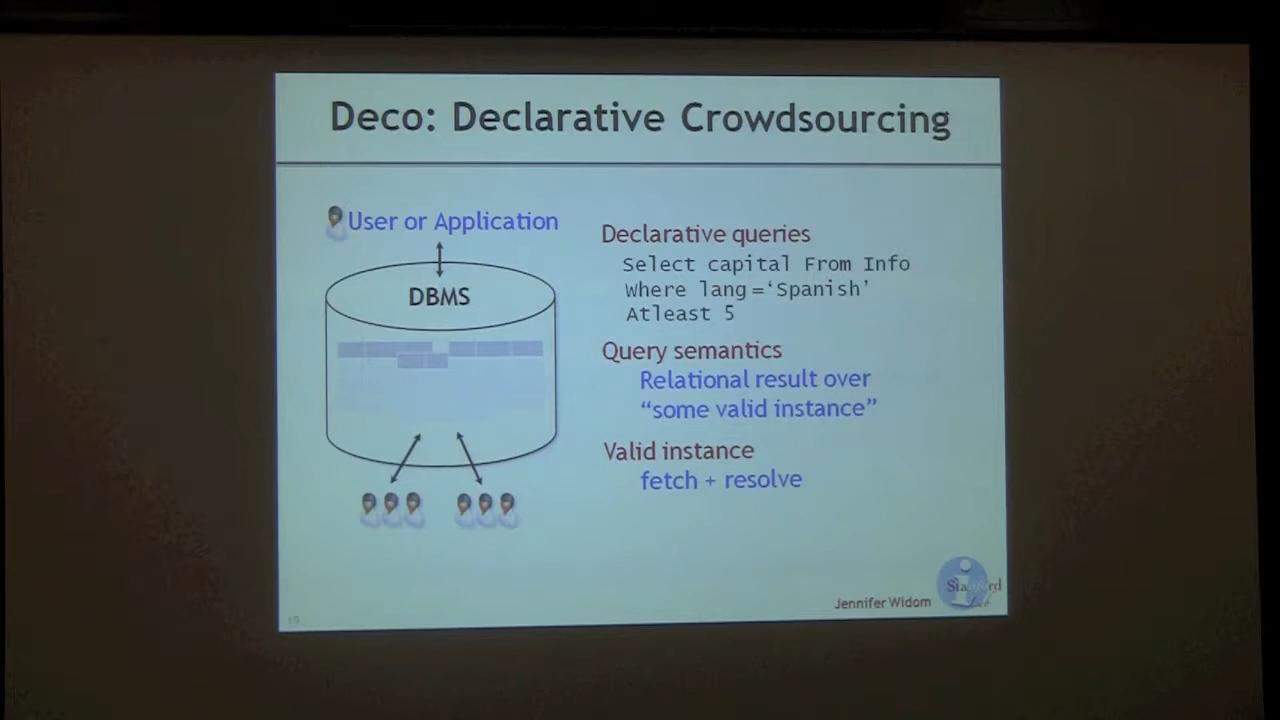 Deco: Declarative Crowdsourcing
User or Application
DBMS
Declarative queries
Select capital From Info
Where lang =‘Spanish’
Atleast 5
Query semantics
Relational result over
“some valid instance”
Valid instance
fetch + resolve
Jennifer Widom
19